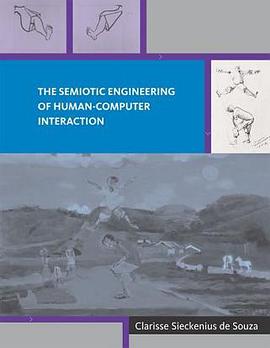 THE SEMIOTIC ENGINEERING
OF HUMAN-COMPUTER
INTERACTION
Clarisse Sieckenius de Souza